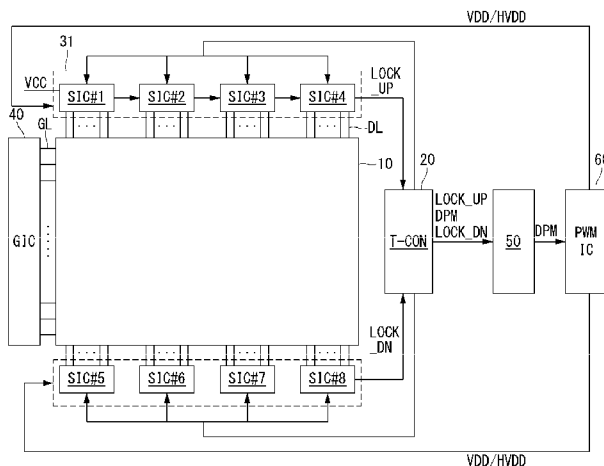 VDD/HVDD
31
VCC
SIC#1
SIC#2
SIC#3
SIC#4
LOCK
_UP
40
GL
DL
10
20
60
GIC
T-CON
LOCK_UP
DPM
LOCK_DN
50
DPM
PWM
IC
LOCK
_DN
SIC#5
SIC#6
SIC#7
SIC#8
VDD/HVDD